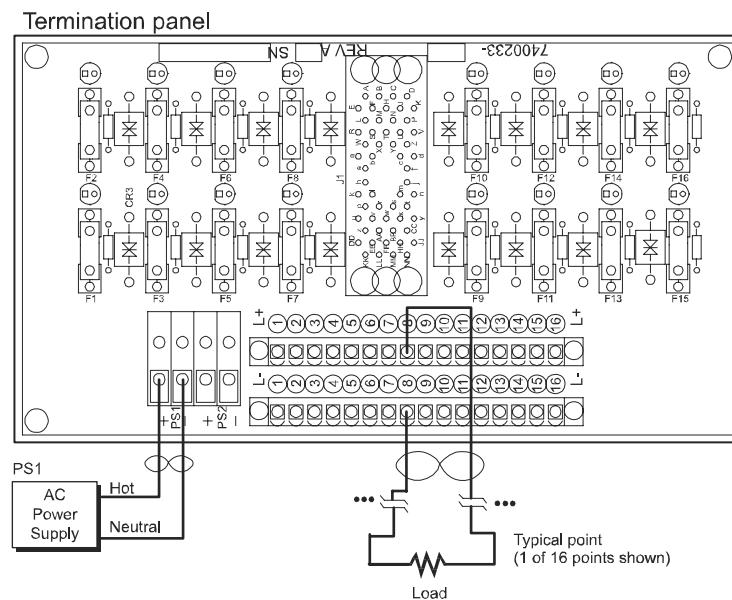 Termination panel
SN REV A 7400233-
F2 F4 F6 F8 F10 F12 F14 F16
CR3
J1
F1 F3 F5 F7 F9 F11 F13 F15
L+ 1 2 3 4 5 6 7 8 9 10 11 12 13 14 15 16 L+
L- 1 2 3 4 5 6 7 8 9 10 11 12 13 14 15 16 L-
+ PS1 - + PS2 -
PS1
AC
Power
Supply
Hot
Neutral
Typical point
(1 of 16 points shown)
Load